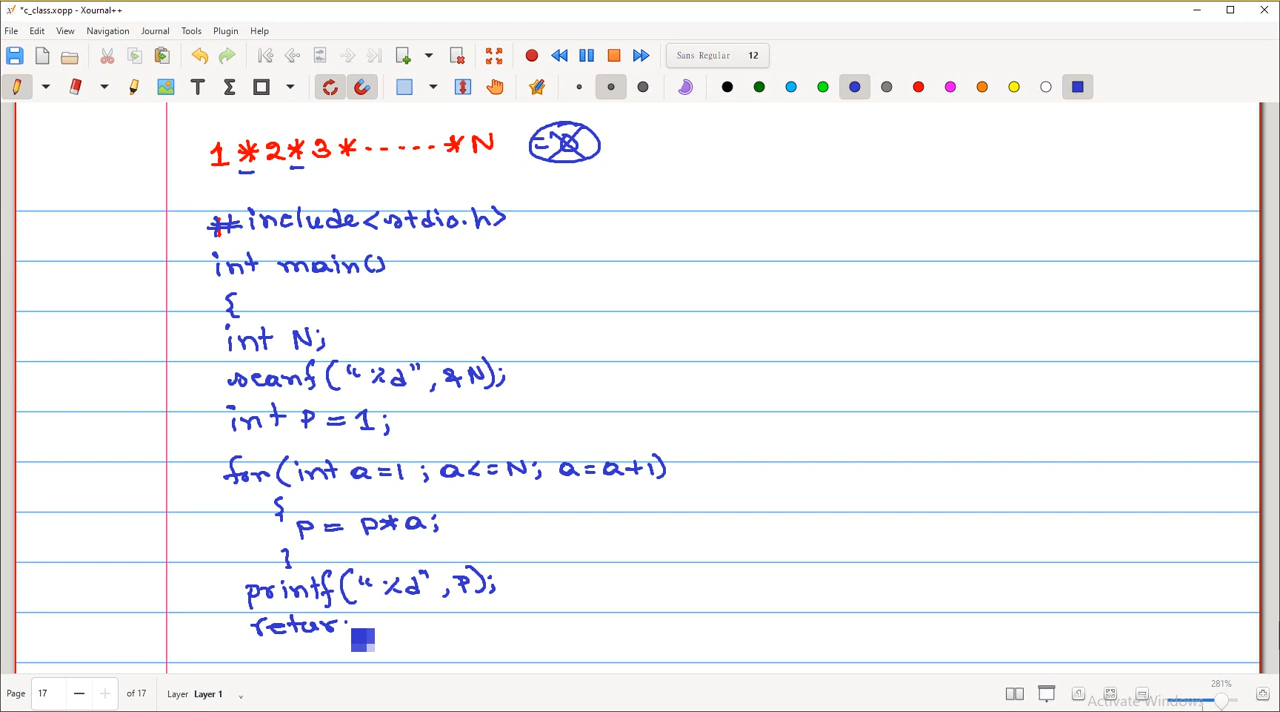 *c_class.xopp - Xournal++
File Edit View Navigation Journal Tools Plugin Help
Sans Regular 12
1 * 2 * 3 * ...... * N
#include<stdio.h>
int main()
{
int N;
scanf("%d", &N);
int p = 1;
for(int a=1; a<=N; a=a+1)
{
p = p*a;
}
printf("%d", p);
retur
Page 17 of 17 Layer Layer 1 281%
Activate Windows